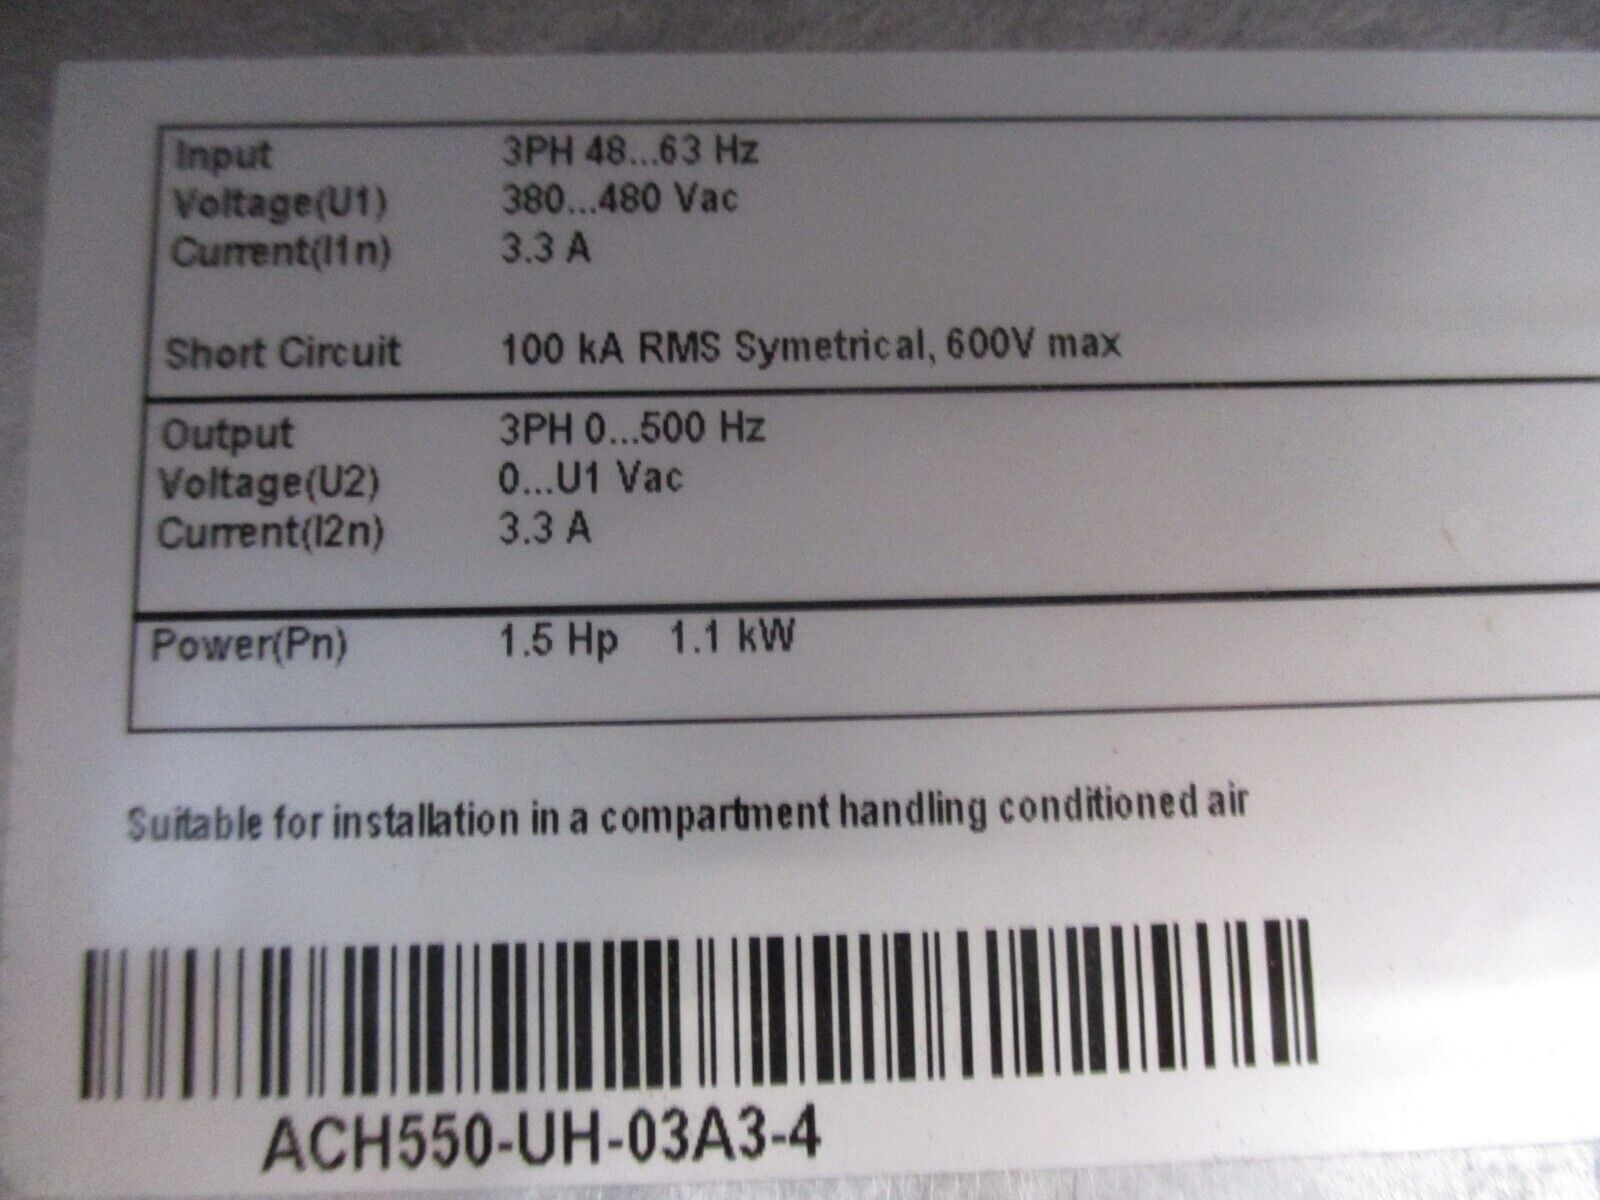 Input 3PH 48...63 Hz
Voltage(U1) 380...480 Vac
Current(I1n) 3.3 A
Short Circuit 100 kA RMS Symetrical, 600V max
Output 3PH 0...500 Hz
Voltage(U2) 0...U1 Vac
Current(I2n) 3.3 A
Power(Pn) 1.5 Hp 1.1 kW
Suitable for installation in a compartment handling conditioned air
ACH550-UH-03A3-4